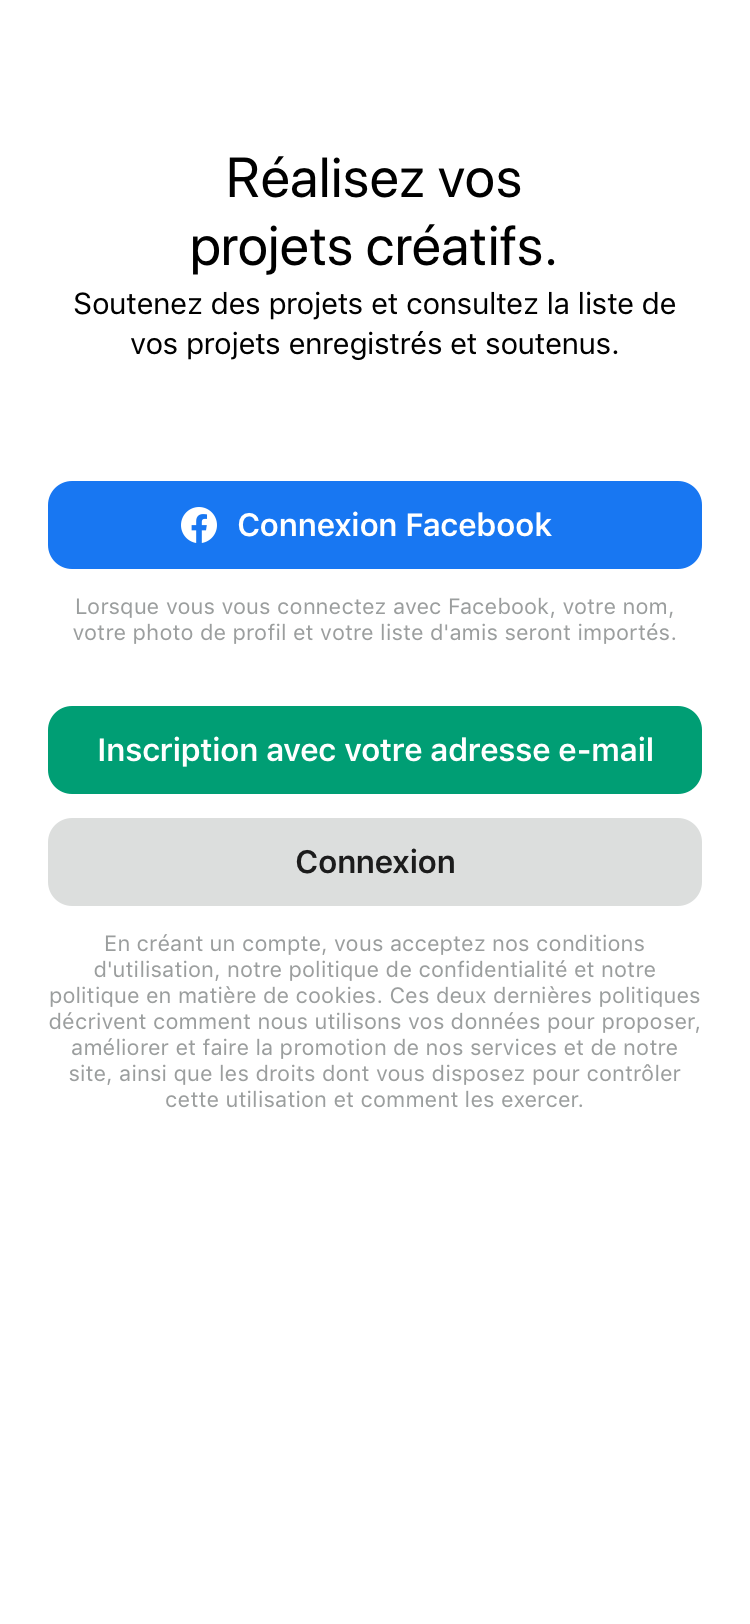 Réalisez vos
projets créatifs.
Soutenez des projets et consultez la liste de
vos projets enregistrés et soutenus.
Connexion Facebook
Lorsque vous vous connectez avec Facebook, votre nom,
votre photo de profil et votre liste d'amis seront importés.
Inscription avec votre adresse e-mail
Connexion
En créant un compte, vous acceptez nos conditions
d'utilisation, notre politique de confidentialité et notre
politique en matière de cookies. Ces deux dernières politiques
décrivent comment nous utilisons vos données pour proposer,
améliorer et faire la promotion de nos services et de notre
site, ainsi que les droits dont vous disposez pour contrôler
cette utilisation et comment les exercer.